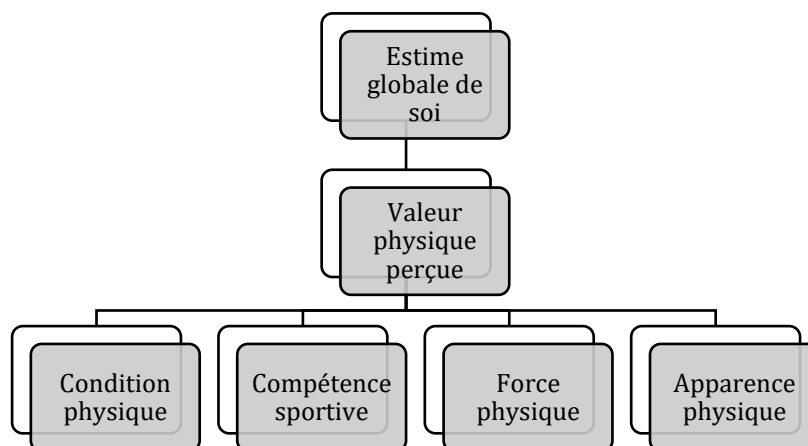 Estime
globale de
soi
Valeur
physique
perçue
Condition
physique
Compétence
sportive
Force
physique
Apparence
physique